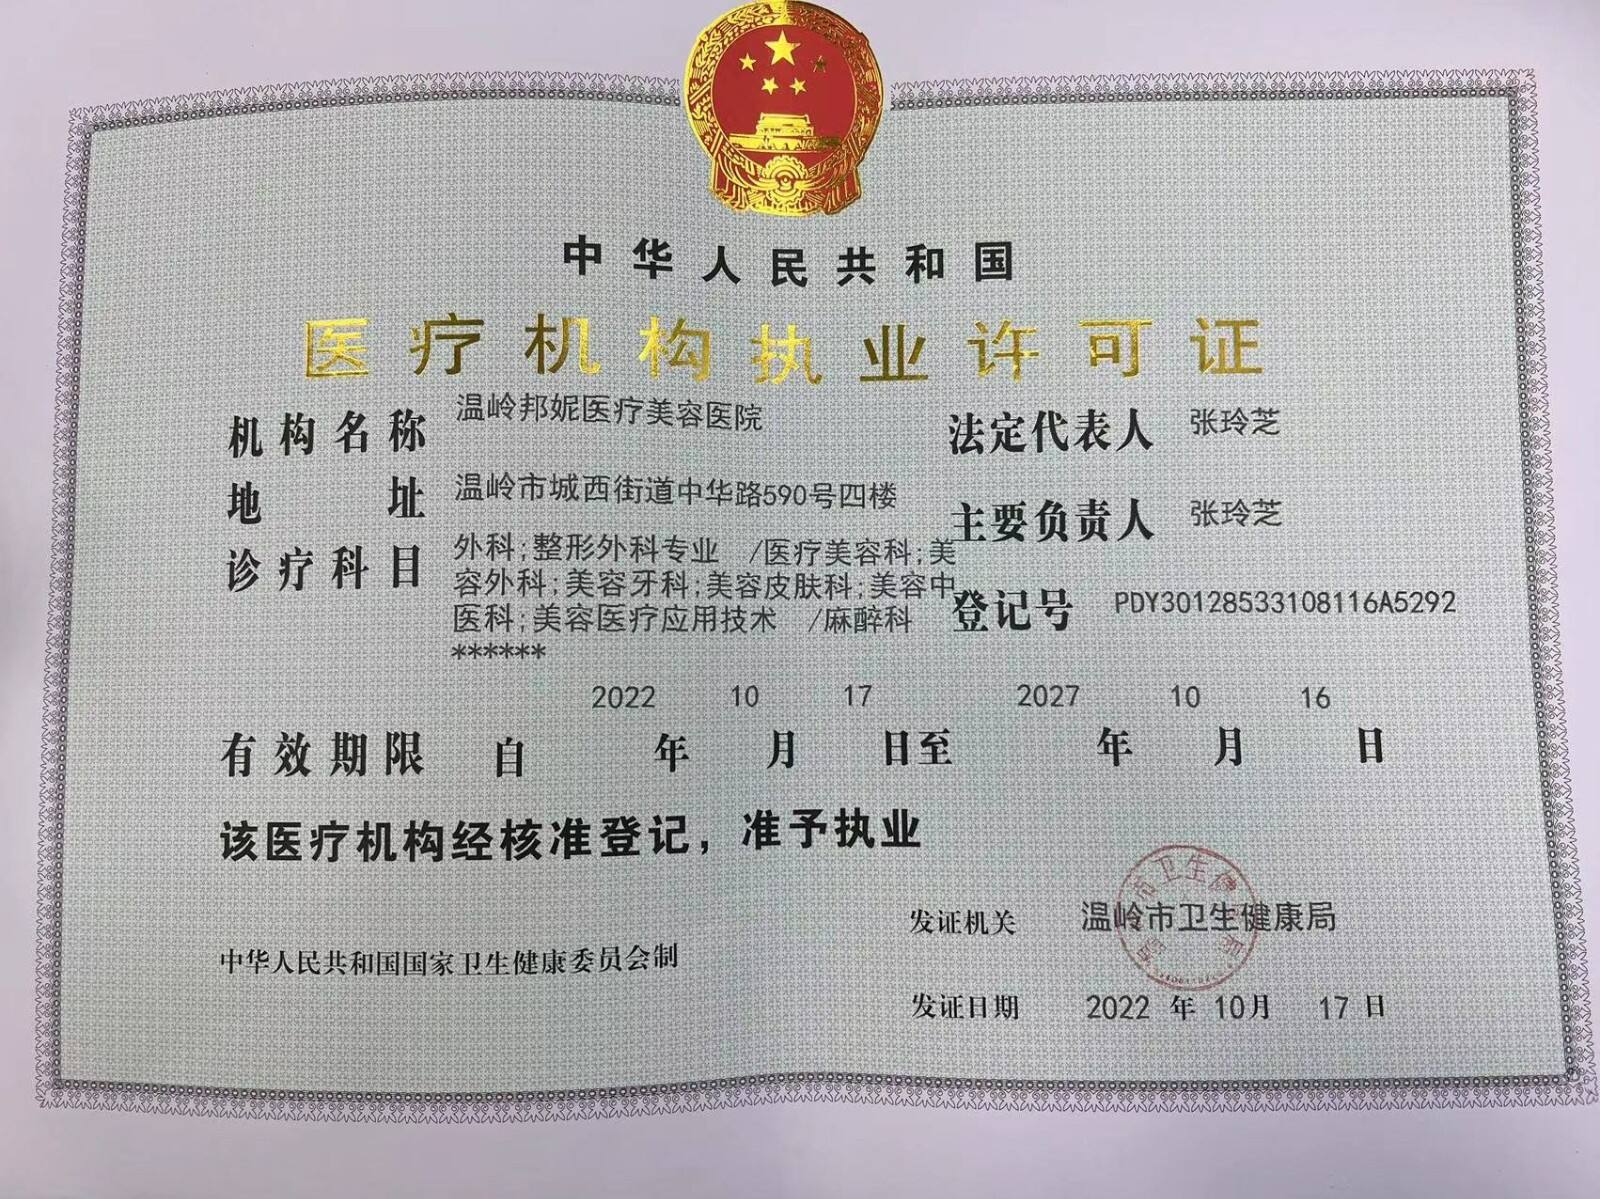 中华人民共和国
医疗机构执业许可证
机构名称 温岭邦妮医疗美容医院
法定代表人 张玲芝
地址 温岭市城西街道中华路590号四楼
主要负责人 张玲芝
诊疗科目 外科;整形外科专业 /医疗美容科;美
容外科;美容牙科;美容皮肤科;美容中
医科;美容医疗应用技术 /麻醉科
******
登记号 PDY30128533108116A5292
有效期限 自 2022 年 10 月 17 日至 2027 年 10 月 16 日
该医疗机构经核准登记，准予执业
发证机关 温岭市卫生健康局
中华人民共和国国家卫生健康委员会制
发证日期 2022 年 10月 17 日